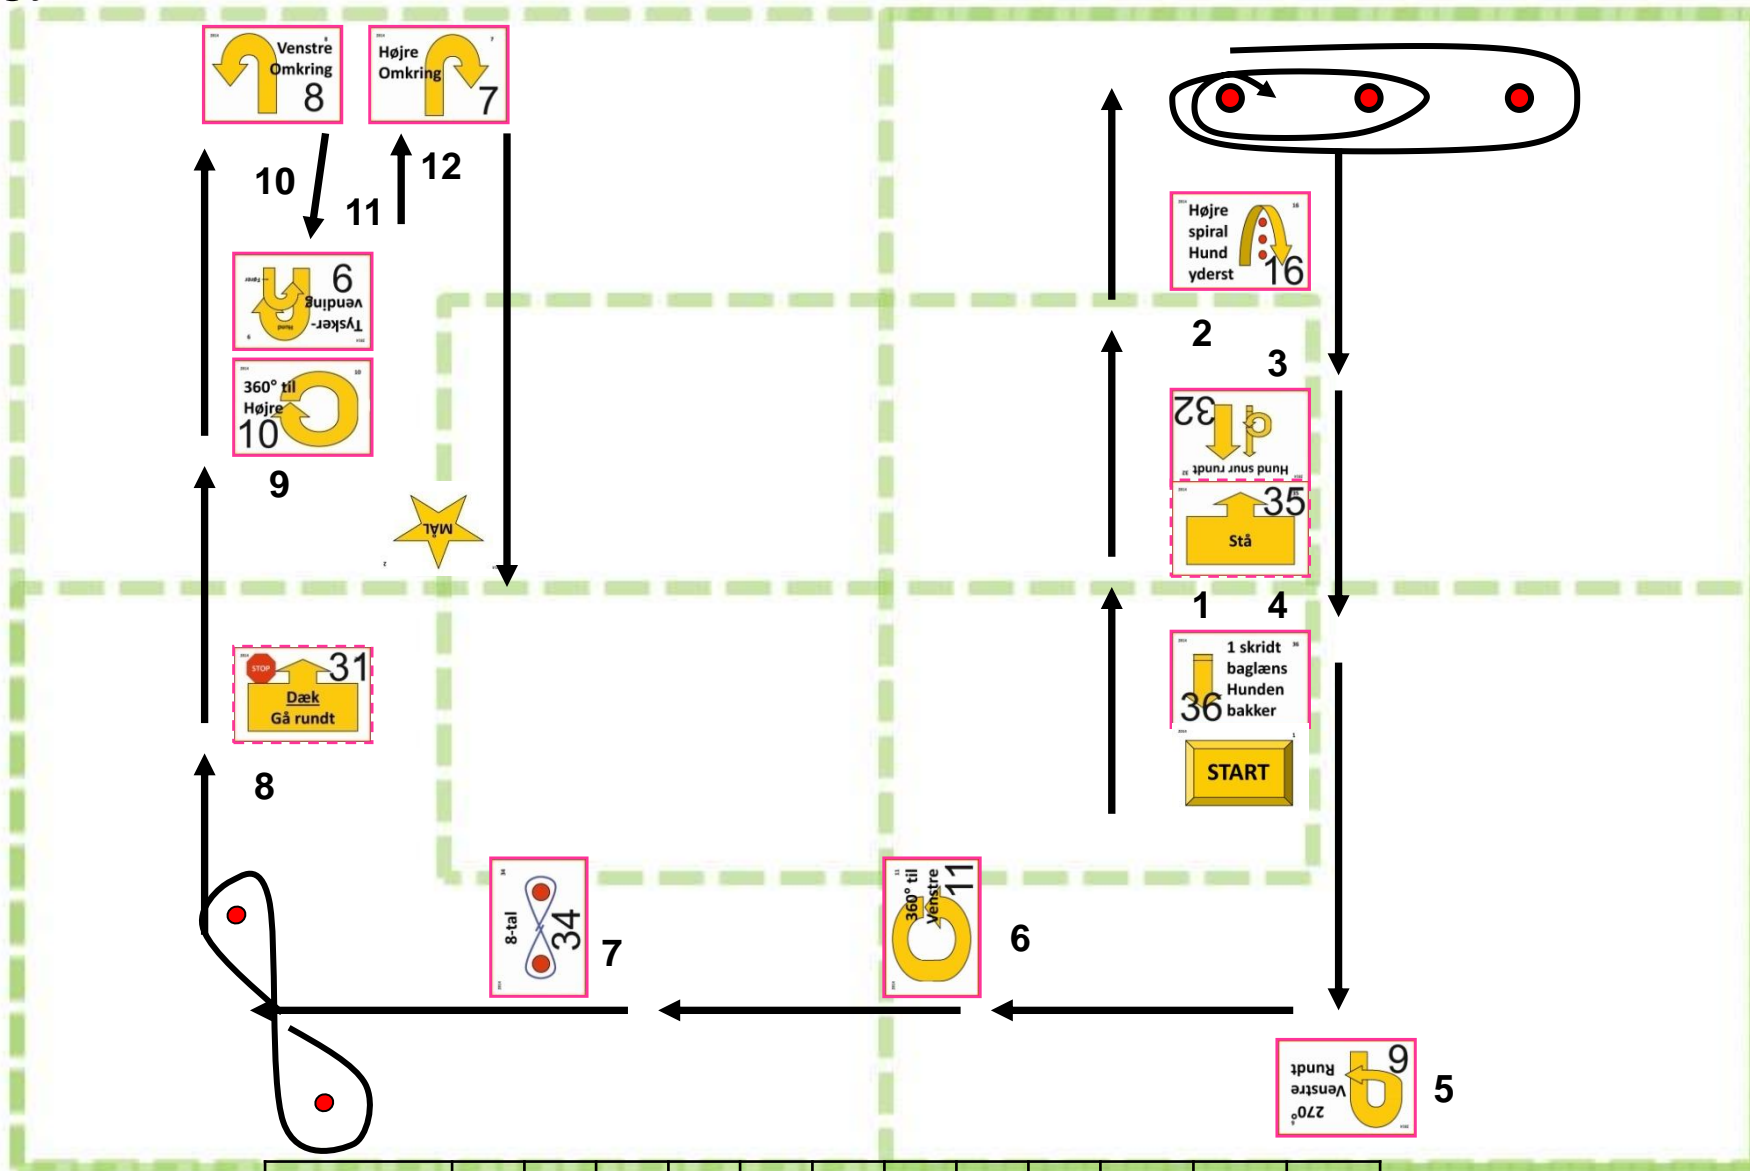 Venstre
Omkring
8
Højre
Omkring
7
10
11
12
6
Tysker-
vending
Hund
Fører
360° til
Højre
10
9
MÅL
STOP
31
Dæk
Gå rundt
8
8-tal
34
7
360° til
Venstre
11
6
270°
Venstre
Rundt
9
5
Højre
spiral
Hund
yderst
16
2
3
32
Hund snur rundt
35
Stå
1
4
1 skridt
baglæns
Hunden
bakker
36
START